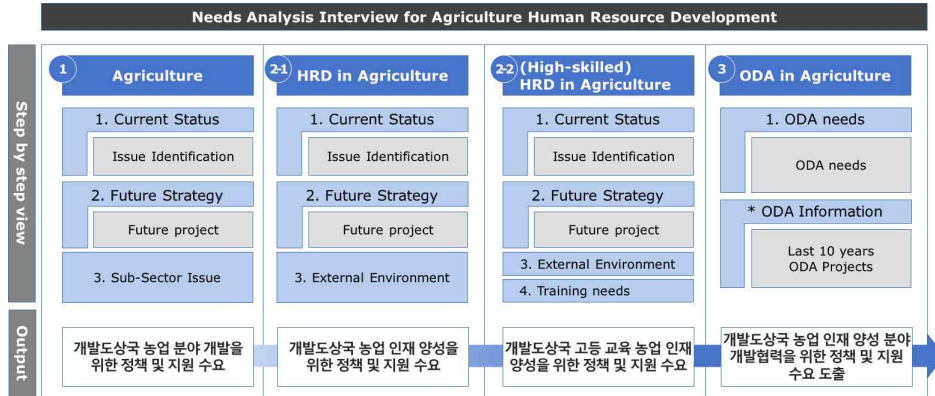 Needs Analysis Interview for Agriculture Human Resource Development
Step by step view
1
Agriculture
1. Current Status
Issue Identification
2. Future Strategy
Future project
3. Sub-Sector Issue
2-1
HRD in Agriculture
1. Current Status
Issue Identification
2. Future Strategy
Future project
3. External Environment
2-2
(High-skilled)
HRD in Agriculture
1. Current Status
Issue Identification
2. Future Strategy
Future project
3. External Environment
4. Training needs
3
ODA in Agriculture
1. ODA needs
ODA needs
* ODA Information
Last 10 years
ODA Projects
Output
개발도상국 농업 분야 개발을
위한 정책 및 지원 수요
개발도상국 농업 인재 양성을
위한 정책 및 지원 수요
개발도상국 고등 교육 농업 인재
양성을 위한 정책 및 지원 수요
개발도상국 농업 인재 양성 분야
개발협력을 위한 정책 및 지원
수요 도출